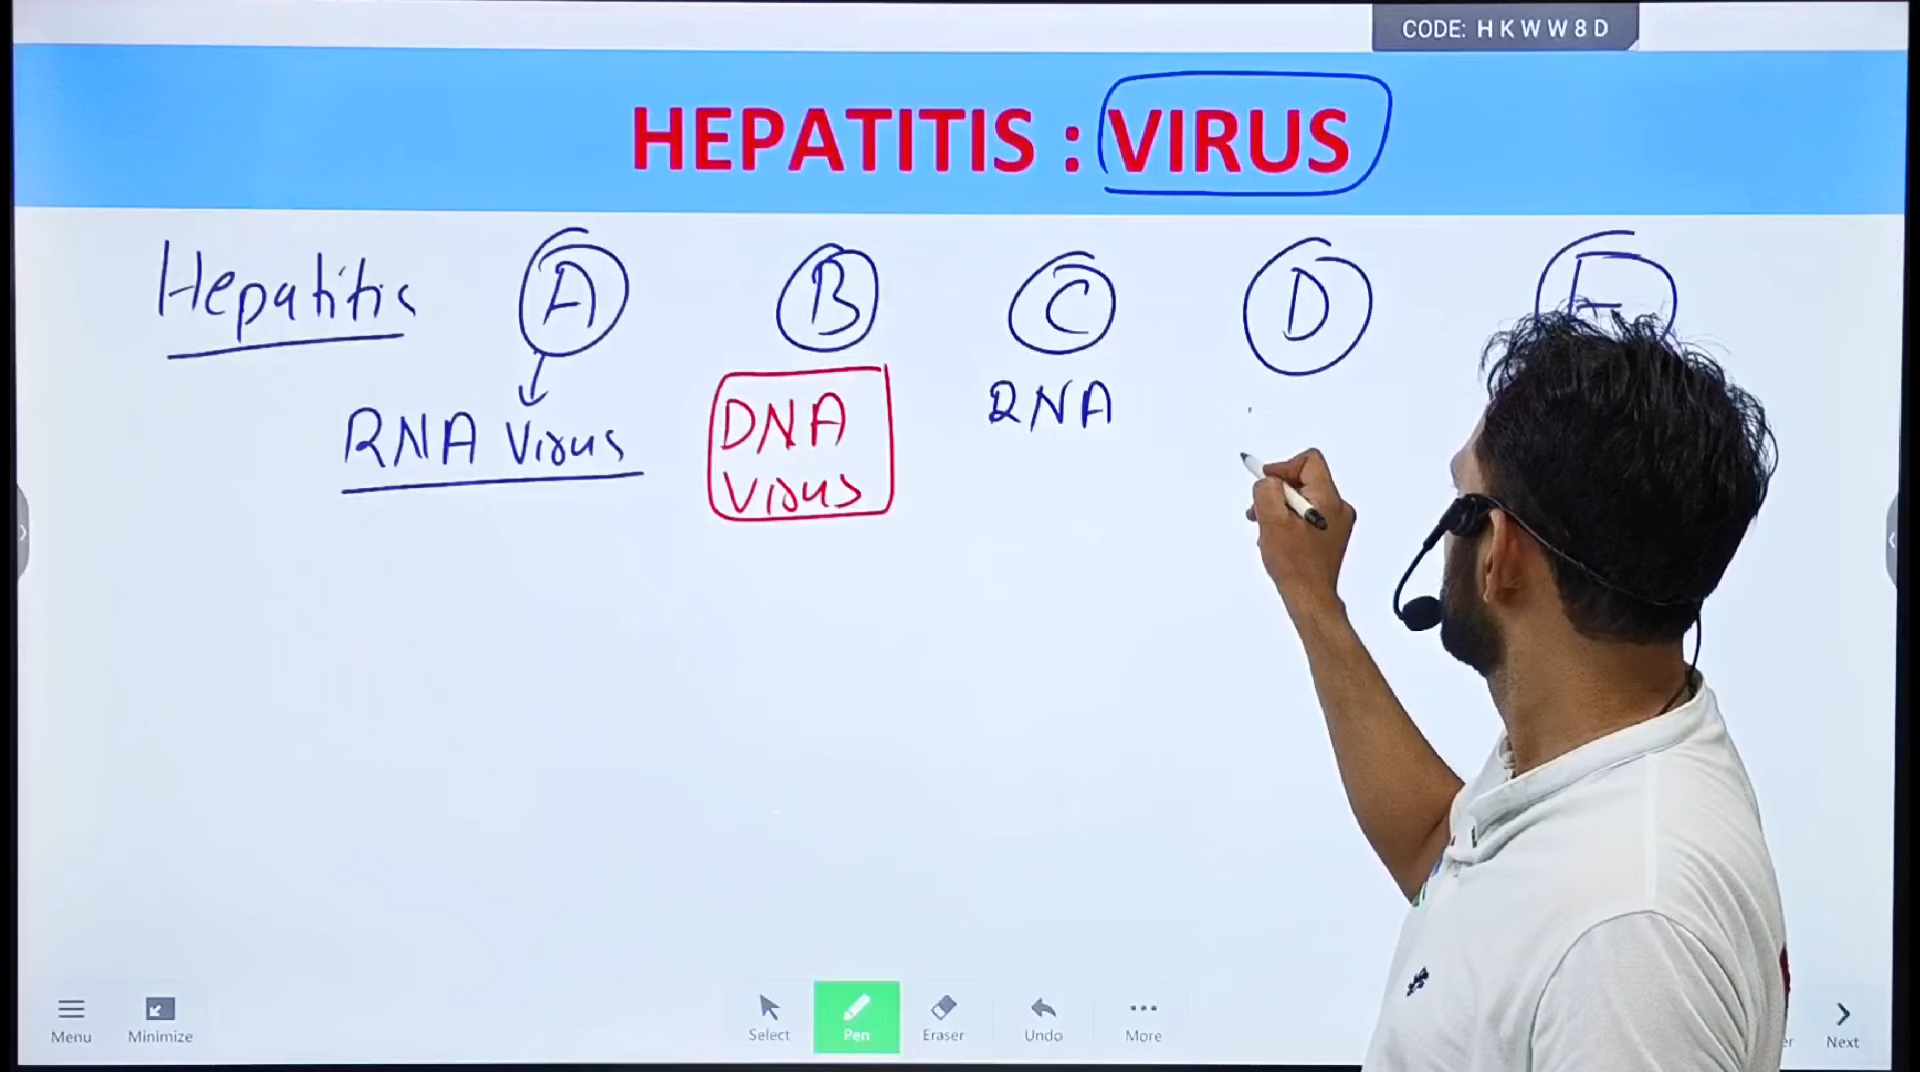 CODE: HKWW8D
HEPATITIS : VIRUS
Hepatitis A B C D
RNA Virus DNA Virus RNA
Menu Minimize Select Pen Eraser Undo More Next